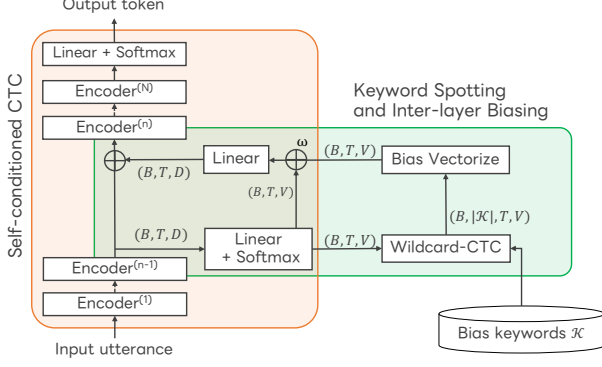 Output token
Linear + Softmax
Encoder(N)
Encoder(n)
Self-conditioned CTC
Keyword Spotting
and Inter-layer Biasing
ω
Linear
(B,T,V)
Bias Vectorize
(B,T,D)
(B,T,V)
(B,|𝒦|,T,V)
(B,T,D)
Linear
+ Softmax
(B,T,V)
Wildcard-CTC
Encoder(n-1)
Encoder(1)
Bias keywords 𝒦
Input utterance